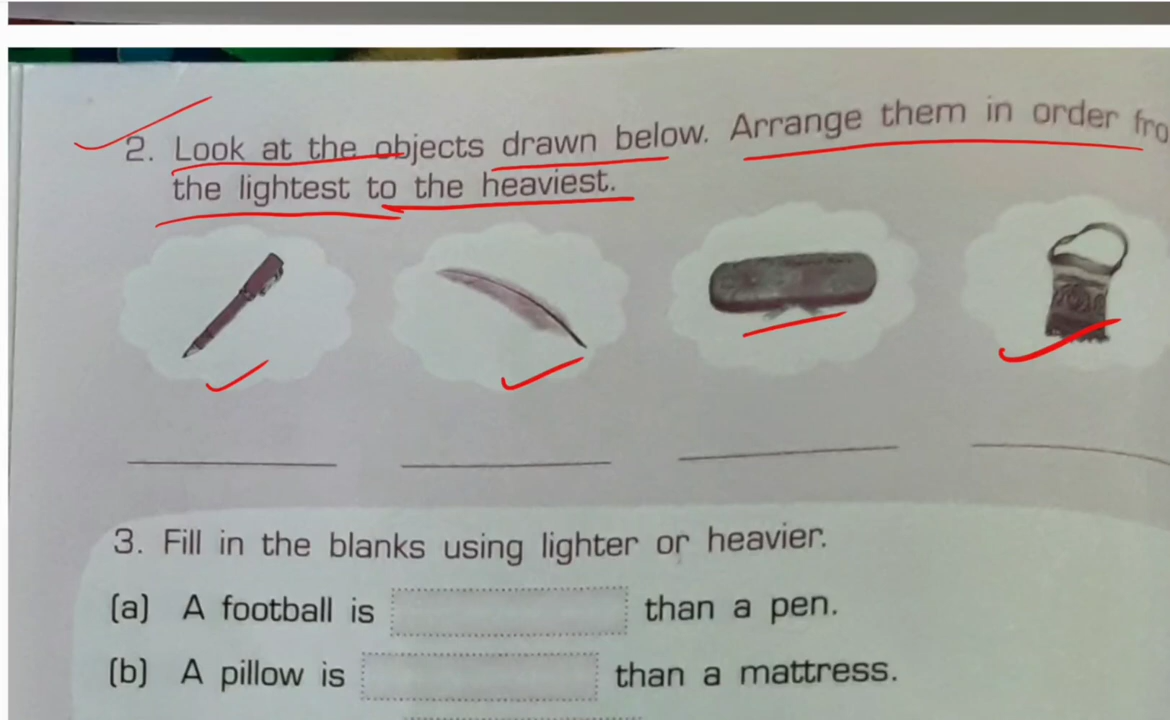 2. Look at the objects drawn below. Arrange them in order
the lightest to the heaviest.
3. Fill in the blanks using lighter or heavier.
(a) A football is than a pen.
(b) A pillow is than a mattress.